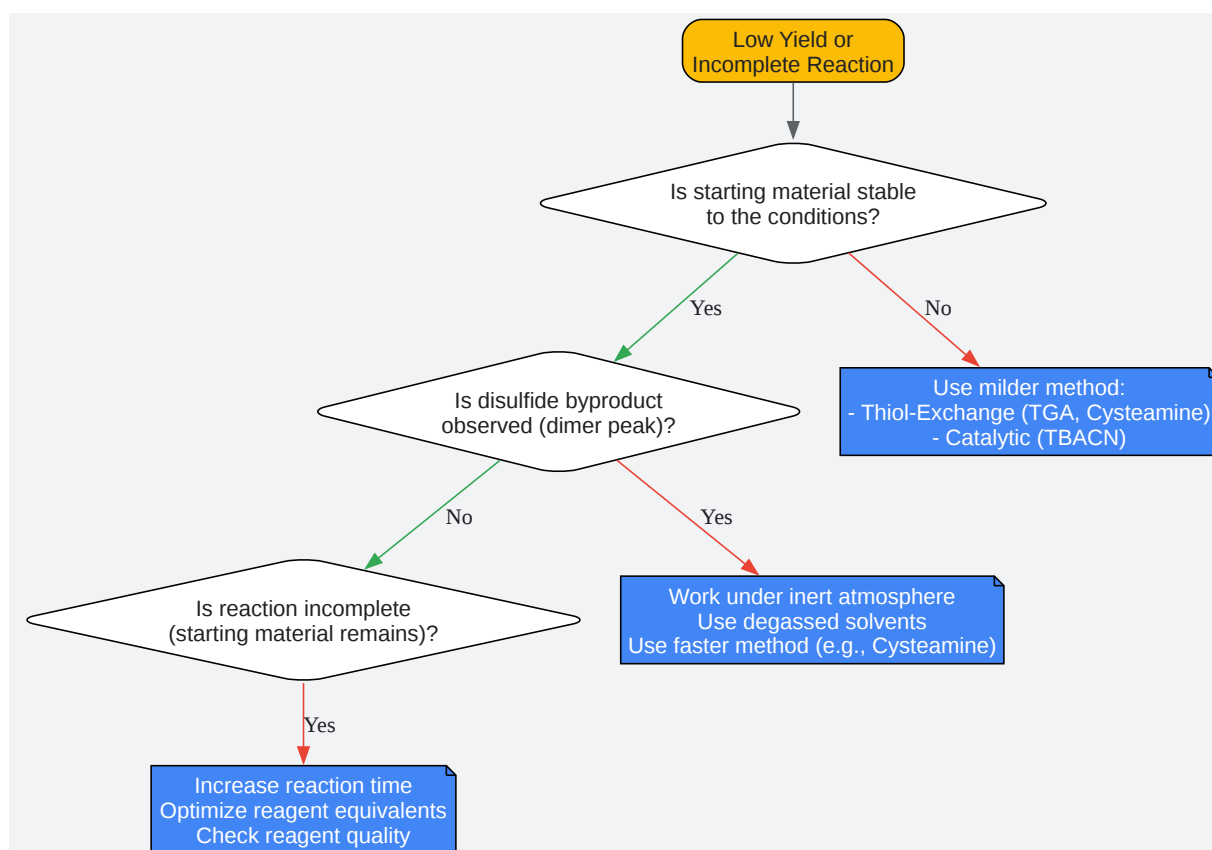 Low Yield or
Incomplete Reaction
Is starting material stable
to the conditions?
Yes
No
Is disulfide byproduct
observed (dimer peak)?
Use milder method:
- Thiol-Exchange (TGA, Cysteamine)
- Catalytic (TBACN)
No
Yes
Is reaction incomplete
(starting material remains)?
Work under inert atmosphere
Use degassed solvents
Use faster method (e.g., Cysteamine)
Yes
Increase reaction time
Optimize reagent equivalents
Check reagent quality